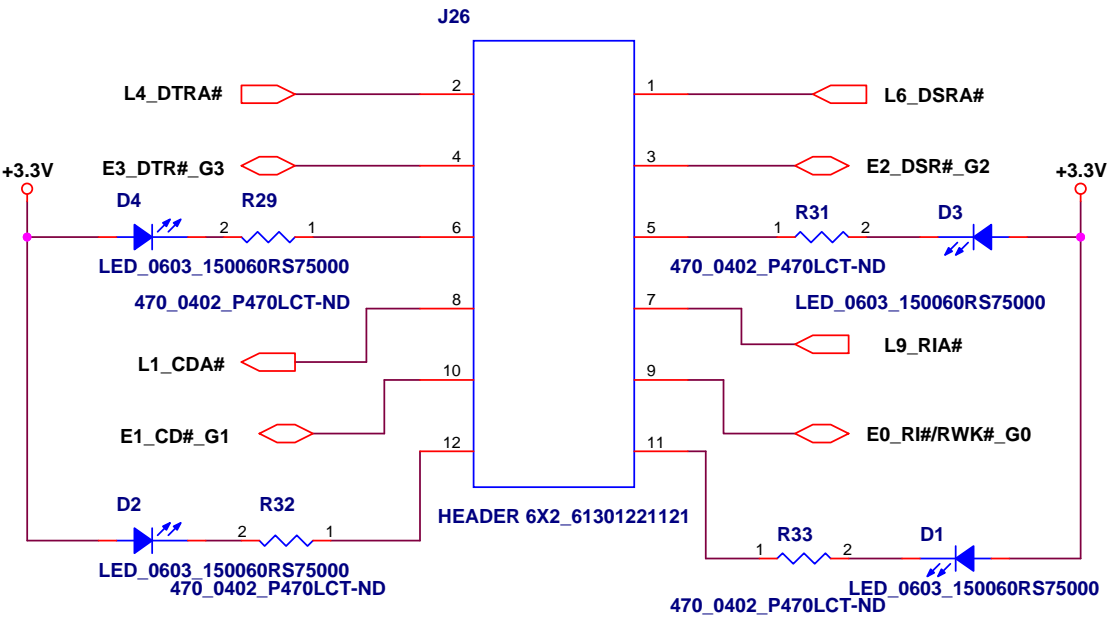 J26
2
1
L4_DTRA#
L6_DSRA#
4
3
E3_DTR#_G3
E2_DSR#_G2
+3.3V
+3.3V
D4
R29
R31
D3
2
1
6
5
1
2
LED_0603_150060RS75000
470_0402_P470LCT-ND
470_0402_P470LCT-ND
LED_0603_150060RS75000
8
7
L1_CDA#
L9_RIA#
10
9
E1_CD#_G1
E0_RI#/RWK#_G0
12
11
D2
R32
2
1
HEADER 6X2_61301221121
R33
D1
1
2
LED_0603_150060RS75000
470_0402_P470LCT-ND
LED_0603_150060RS75000
470_0402_P470LCT-ND